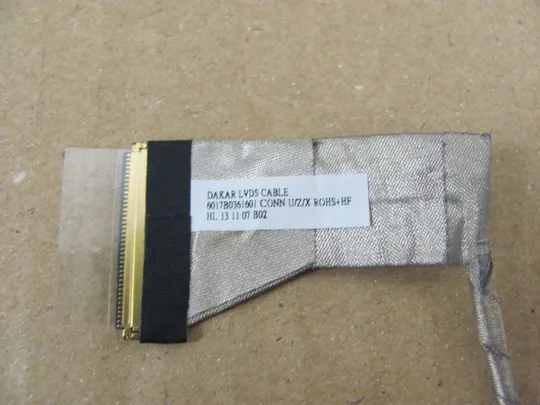 DAKAR LVDS CABLE
6017B0361601 CONN U/Z/X ROHS+HF
HL 13 11 07 B02